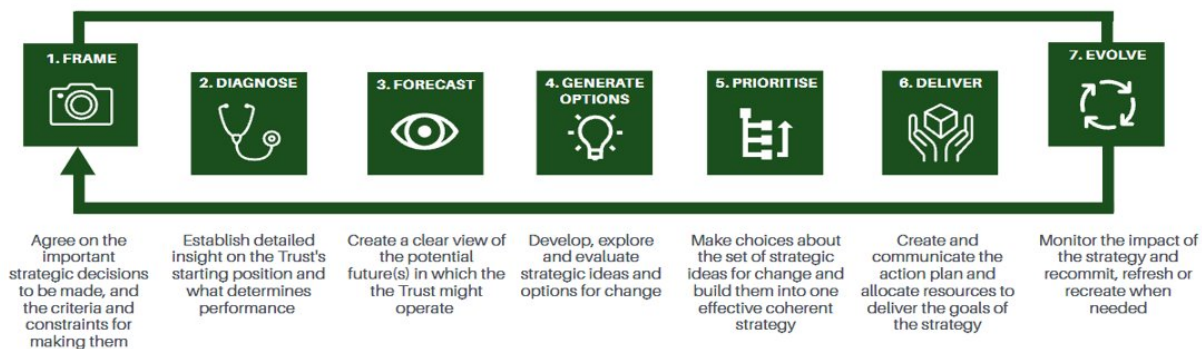 1. FRAME
2. DIAGNOSE
3. FORECAST
4. GENERATE
OPTIONS
5. PRIORITISE
6. DELIVER
7. EVOLVE
Agree on the
important
strategic decisions
to be made, and
the criteria and
constraints for
making them
Establish detailed
insight on the Trust's
starting position and
what determines
performance
Create a clear view of
the potential
future(s) in which the
the Trust might
operate
Develop, explore
and evaluate
strategic ideas and
options for change
Make choices about
the set of strategic
ideas for change and
build them into one
effective coherent
strategy
Create and
communicate the
action plan and
allocate resources to
deliver the goals of
the strategy
Monitor the impact of
the strategy and
recommit, refresh or
recreate when
needed